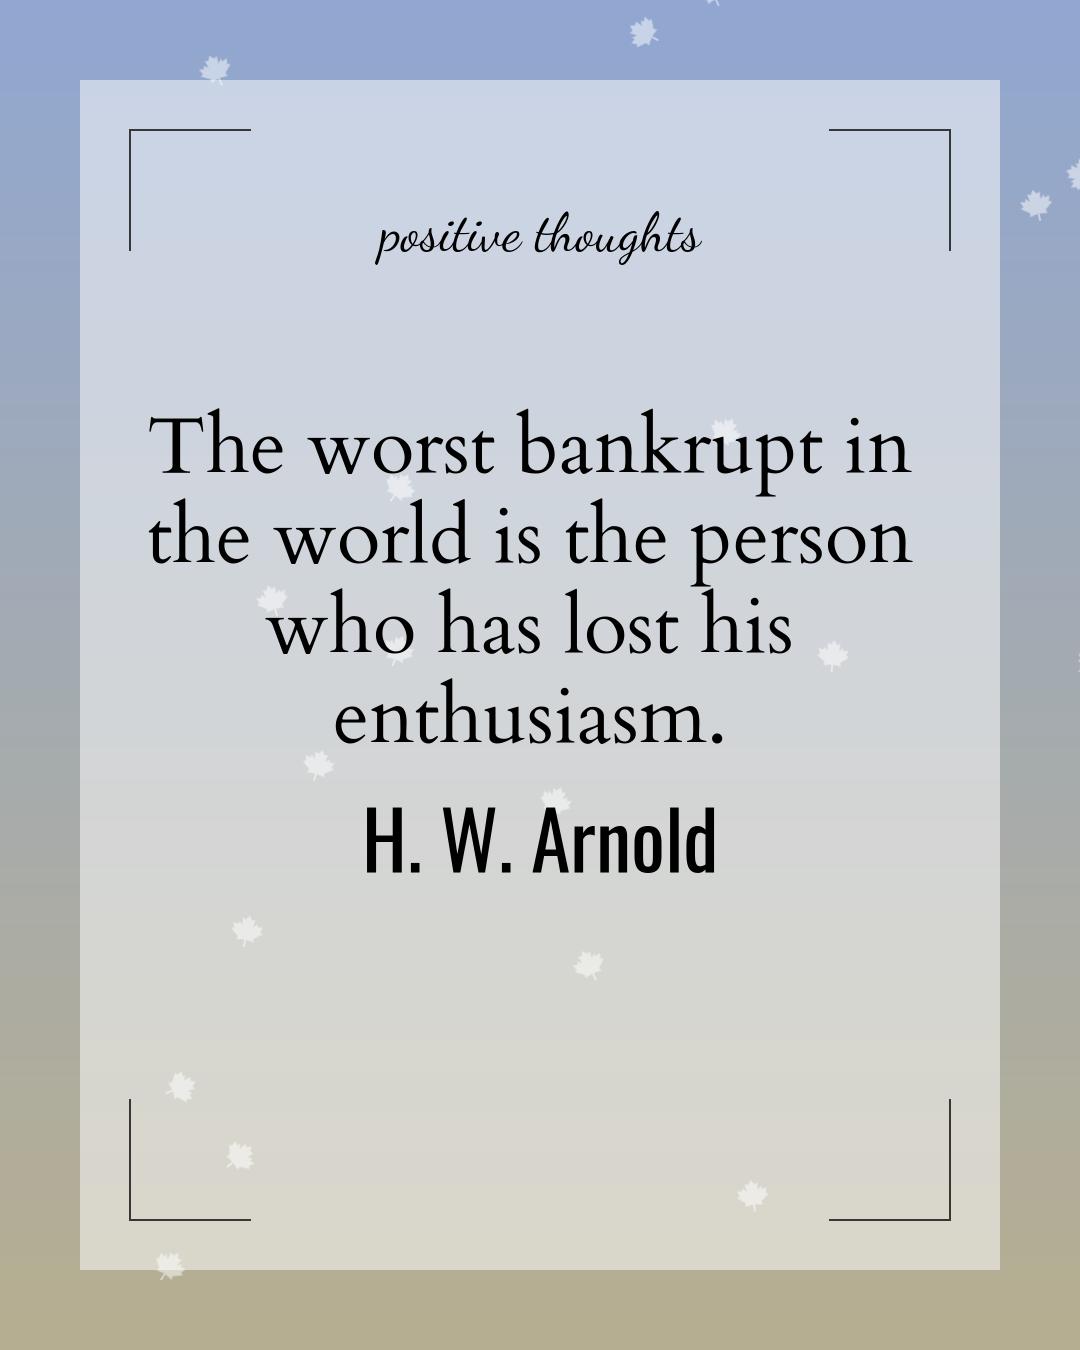 positive thoughts
The worst bankrupt in
the world is the person
who has lost his
enthusiasm.
H. W. Arnold